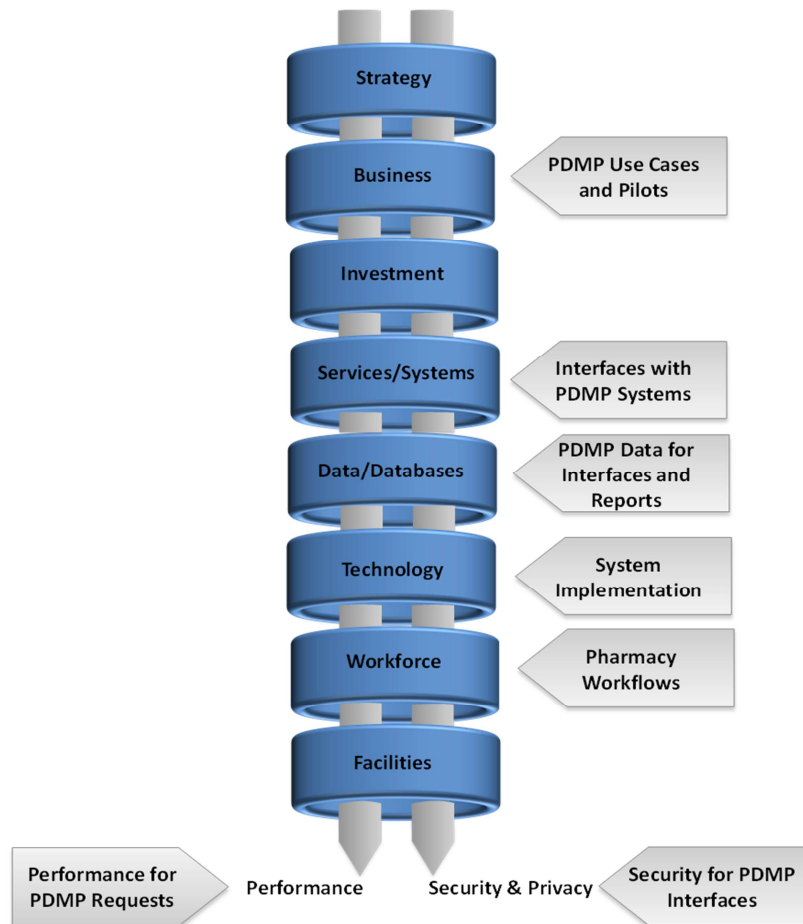 Strategy
Business
PDMP Use Cases
and Pilots
Investment
Services/Systems
Interfaces with
PDMP Systems
Data/Databases
PDMP Data for
Interfaces and
Reports
Technology
System
Implementation
Workforce
Pharmacy
Workflows
Facilities
Performance for
PDMP Requests
Performance
Security & Privacy
Security for PDMP
Interfaces